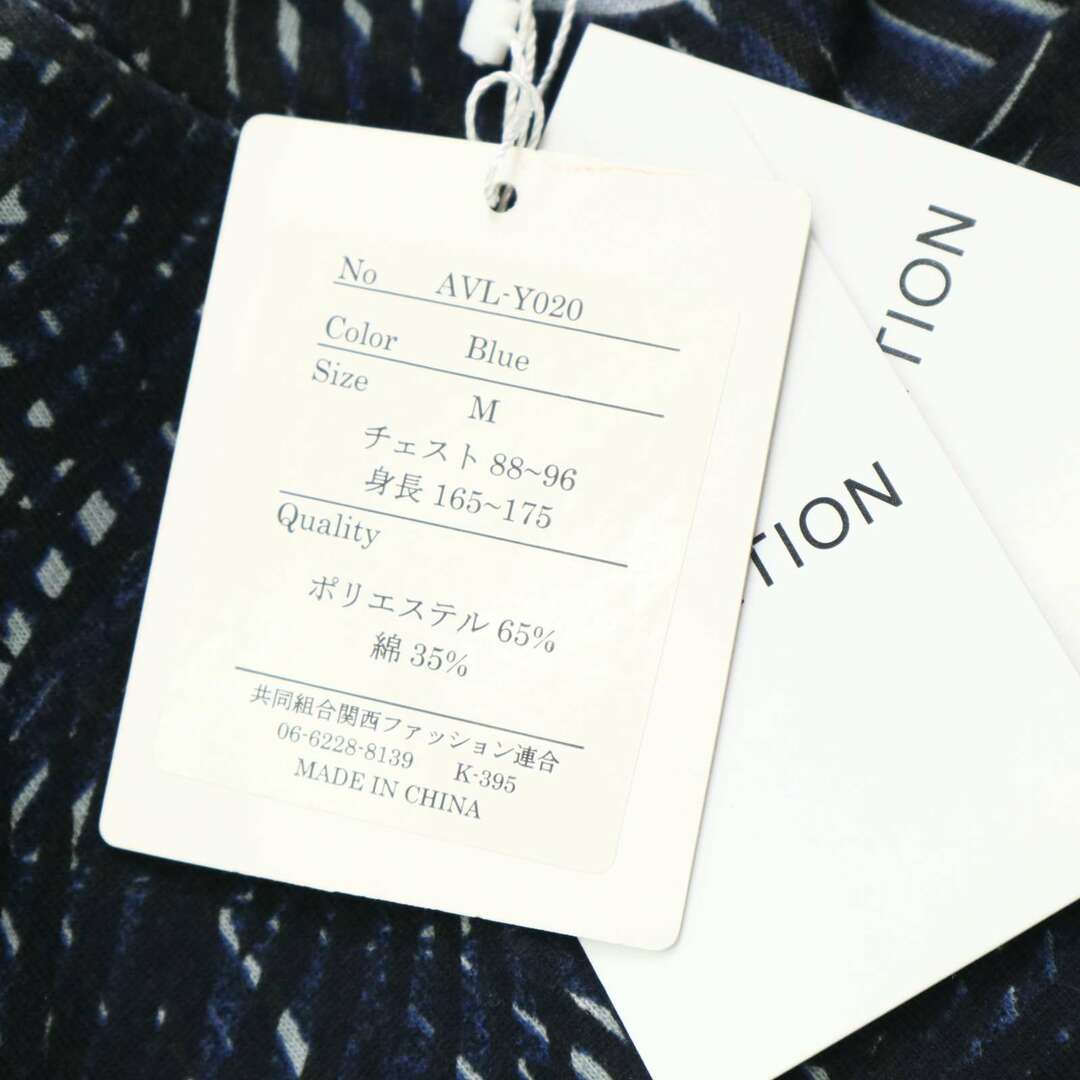 No AVL-Y020
Color Blue
Size
M
チェスト 88~96
身長 165~175
Quality
ポリエステル 65%
綿 35%
共同組合関西ファッション連合
06-6228-8139 K-395
MADE IN CHINA
TION
TION